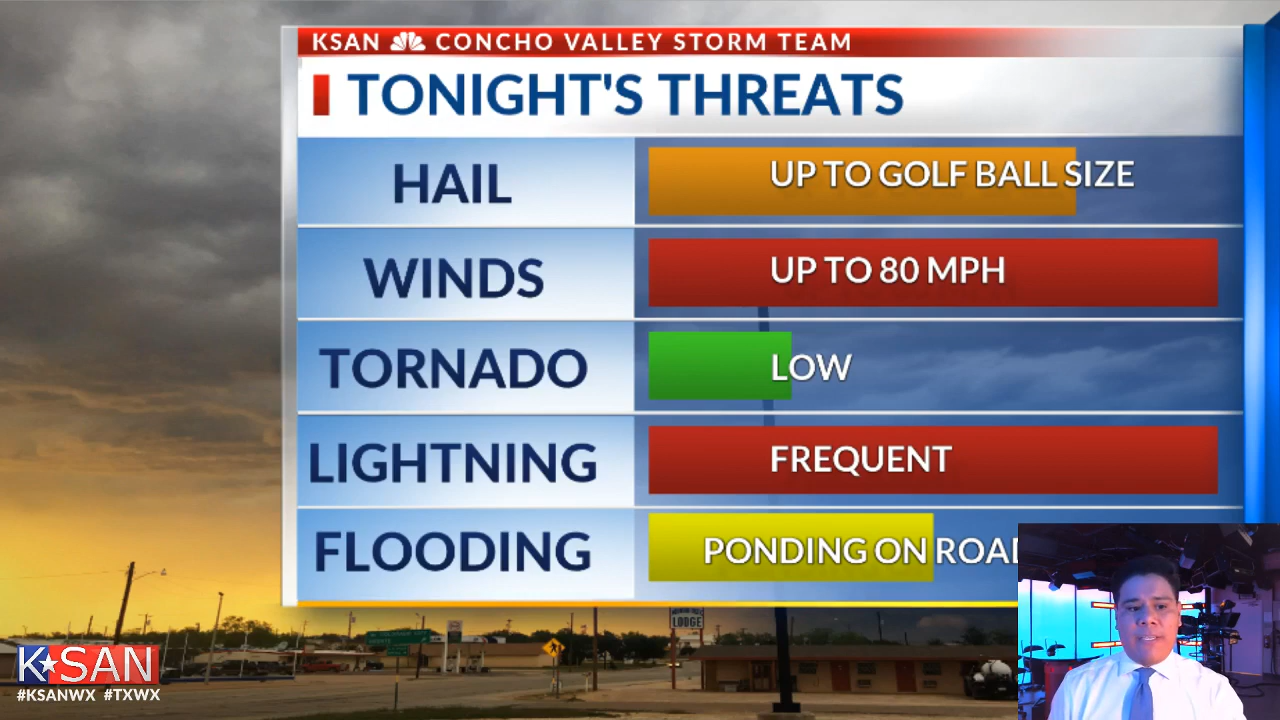 KSAN CONCHO VALLEY STORM TEAM
TONIGHT'S THREATS
HAIL UP TO GOLF BALL SIZE
WINDS UP TO 80 MPH
TORNADO LOW
LIGHTNING FREQUENT
FLOODING PONDING ON
LODGE
KSAN
#KSANWX #TXWX